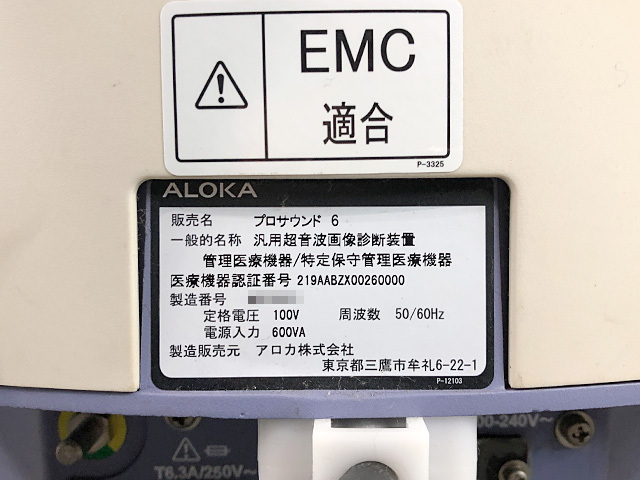 EMC
適合
P-3325
ALOKA
販売名 プロサウンド 6
一般的名称 汎用超音波画像診断装置
管理医療機器/特定保守管理医療機器
医療機器認証番号 219AABZX00260000
製造番号
定格電圧 100V 周波数 50/60Hz
電源入力 600VA
製造販売元 アロカ株式会社
東京都三鷹市牟礼6-22-1
P-12103
00-240V~
T6.3A/250V~